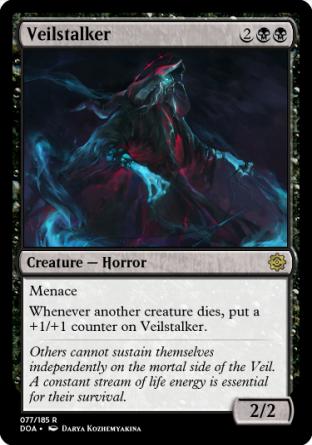 Veilstalker 2
Creature — Horror
Menace
Whenever another creature dies, put a
+1/+1 counter on Veilstalker.
Others cannot sustain themselves
independently on the mortal side of the Veil.
A constant stream of life energy is essential
for their survival.
2/2
077/185 R
DOA • Darya Kozhemyakina